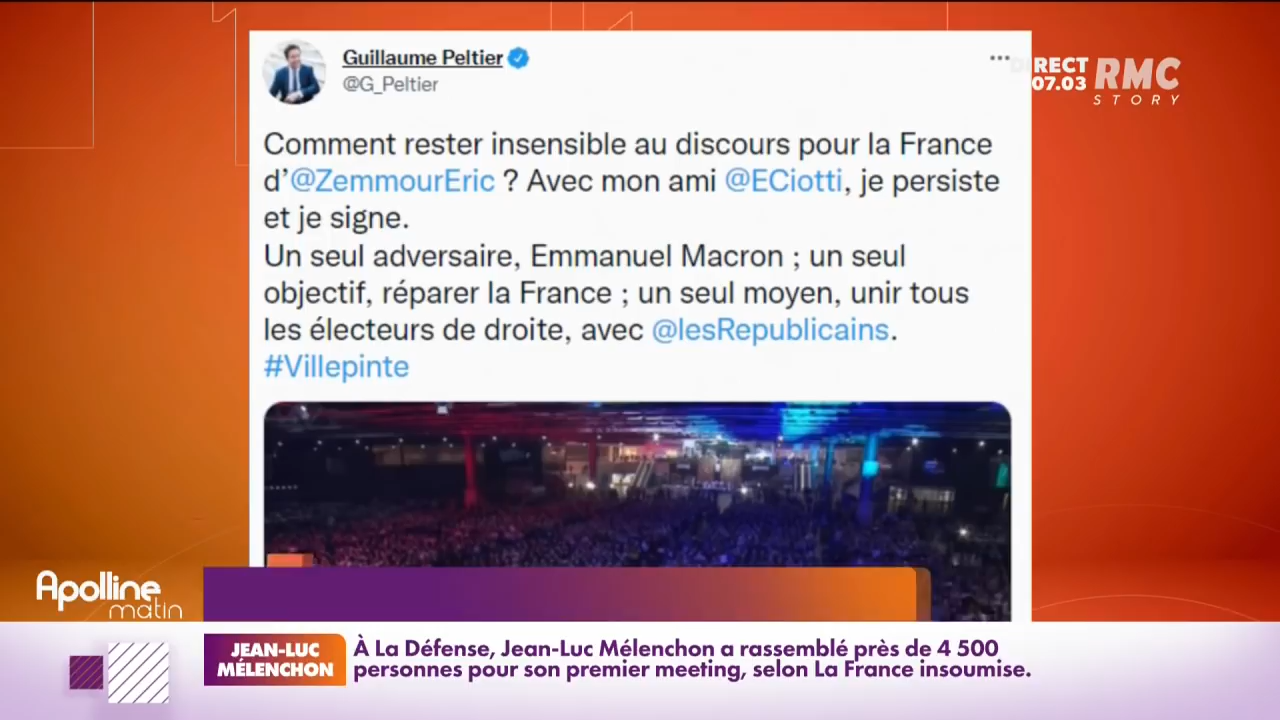 Guillaume Peltier
@G_Peltier
DIRECT
07.03
RMC
STORY
Comment rester insensible au discours pour la France
d’@ZemmourEric ? Avec mon ami @ECiotti, je persiste
et je signe.
Un seul adversaire, Emmanuel Macron ; un seul
objectif, réparer la France ; un seul moyen, unir tous
les électeurs de droite, avec @lesRepublicains.
#Villepinte
Apolline
matin
JEAN-LUC
MÉLENCHON
À La Défense, Jean-Luc Mélenchon a rassemblé près de 4 500
personnes pour son premier meeting, selon La France insoumise.